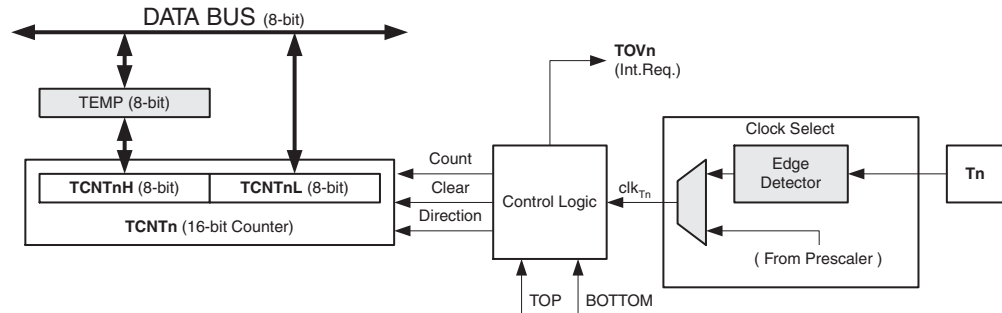 DATA BUS (8-bit)
TOVn
(Int.Req.)
TEMP (8-bit)
Clock Select
Count
Edge
Detector
Tn
TCNTnH (8-bit)
TCNTnL (8-bit)
Clear
Control Logic
clkTn
Direction
TCNTn (16-bit Counter)
( From Prescaler )
TOP
BOTTOM